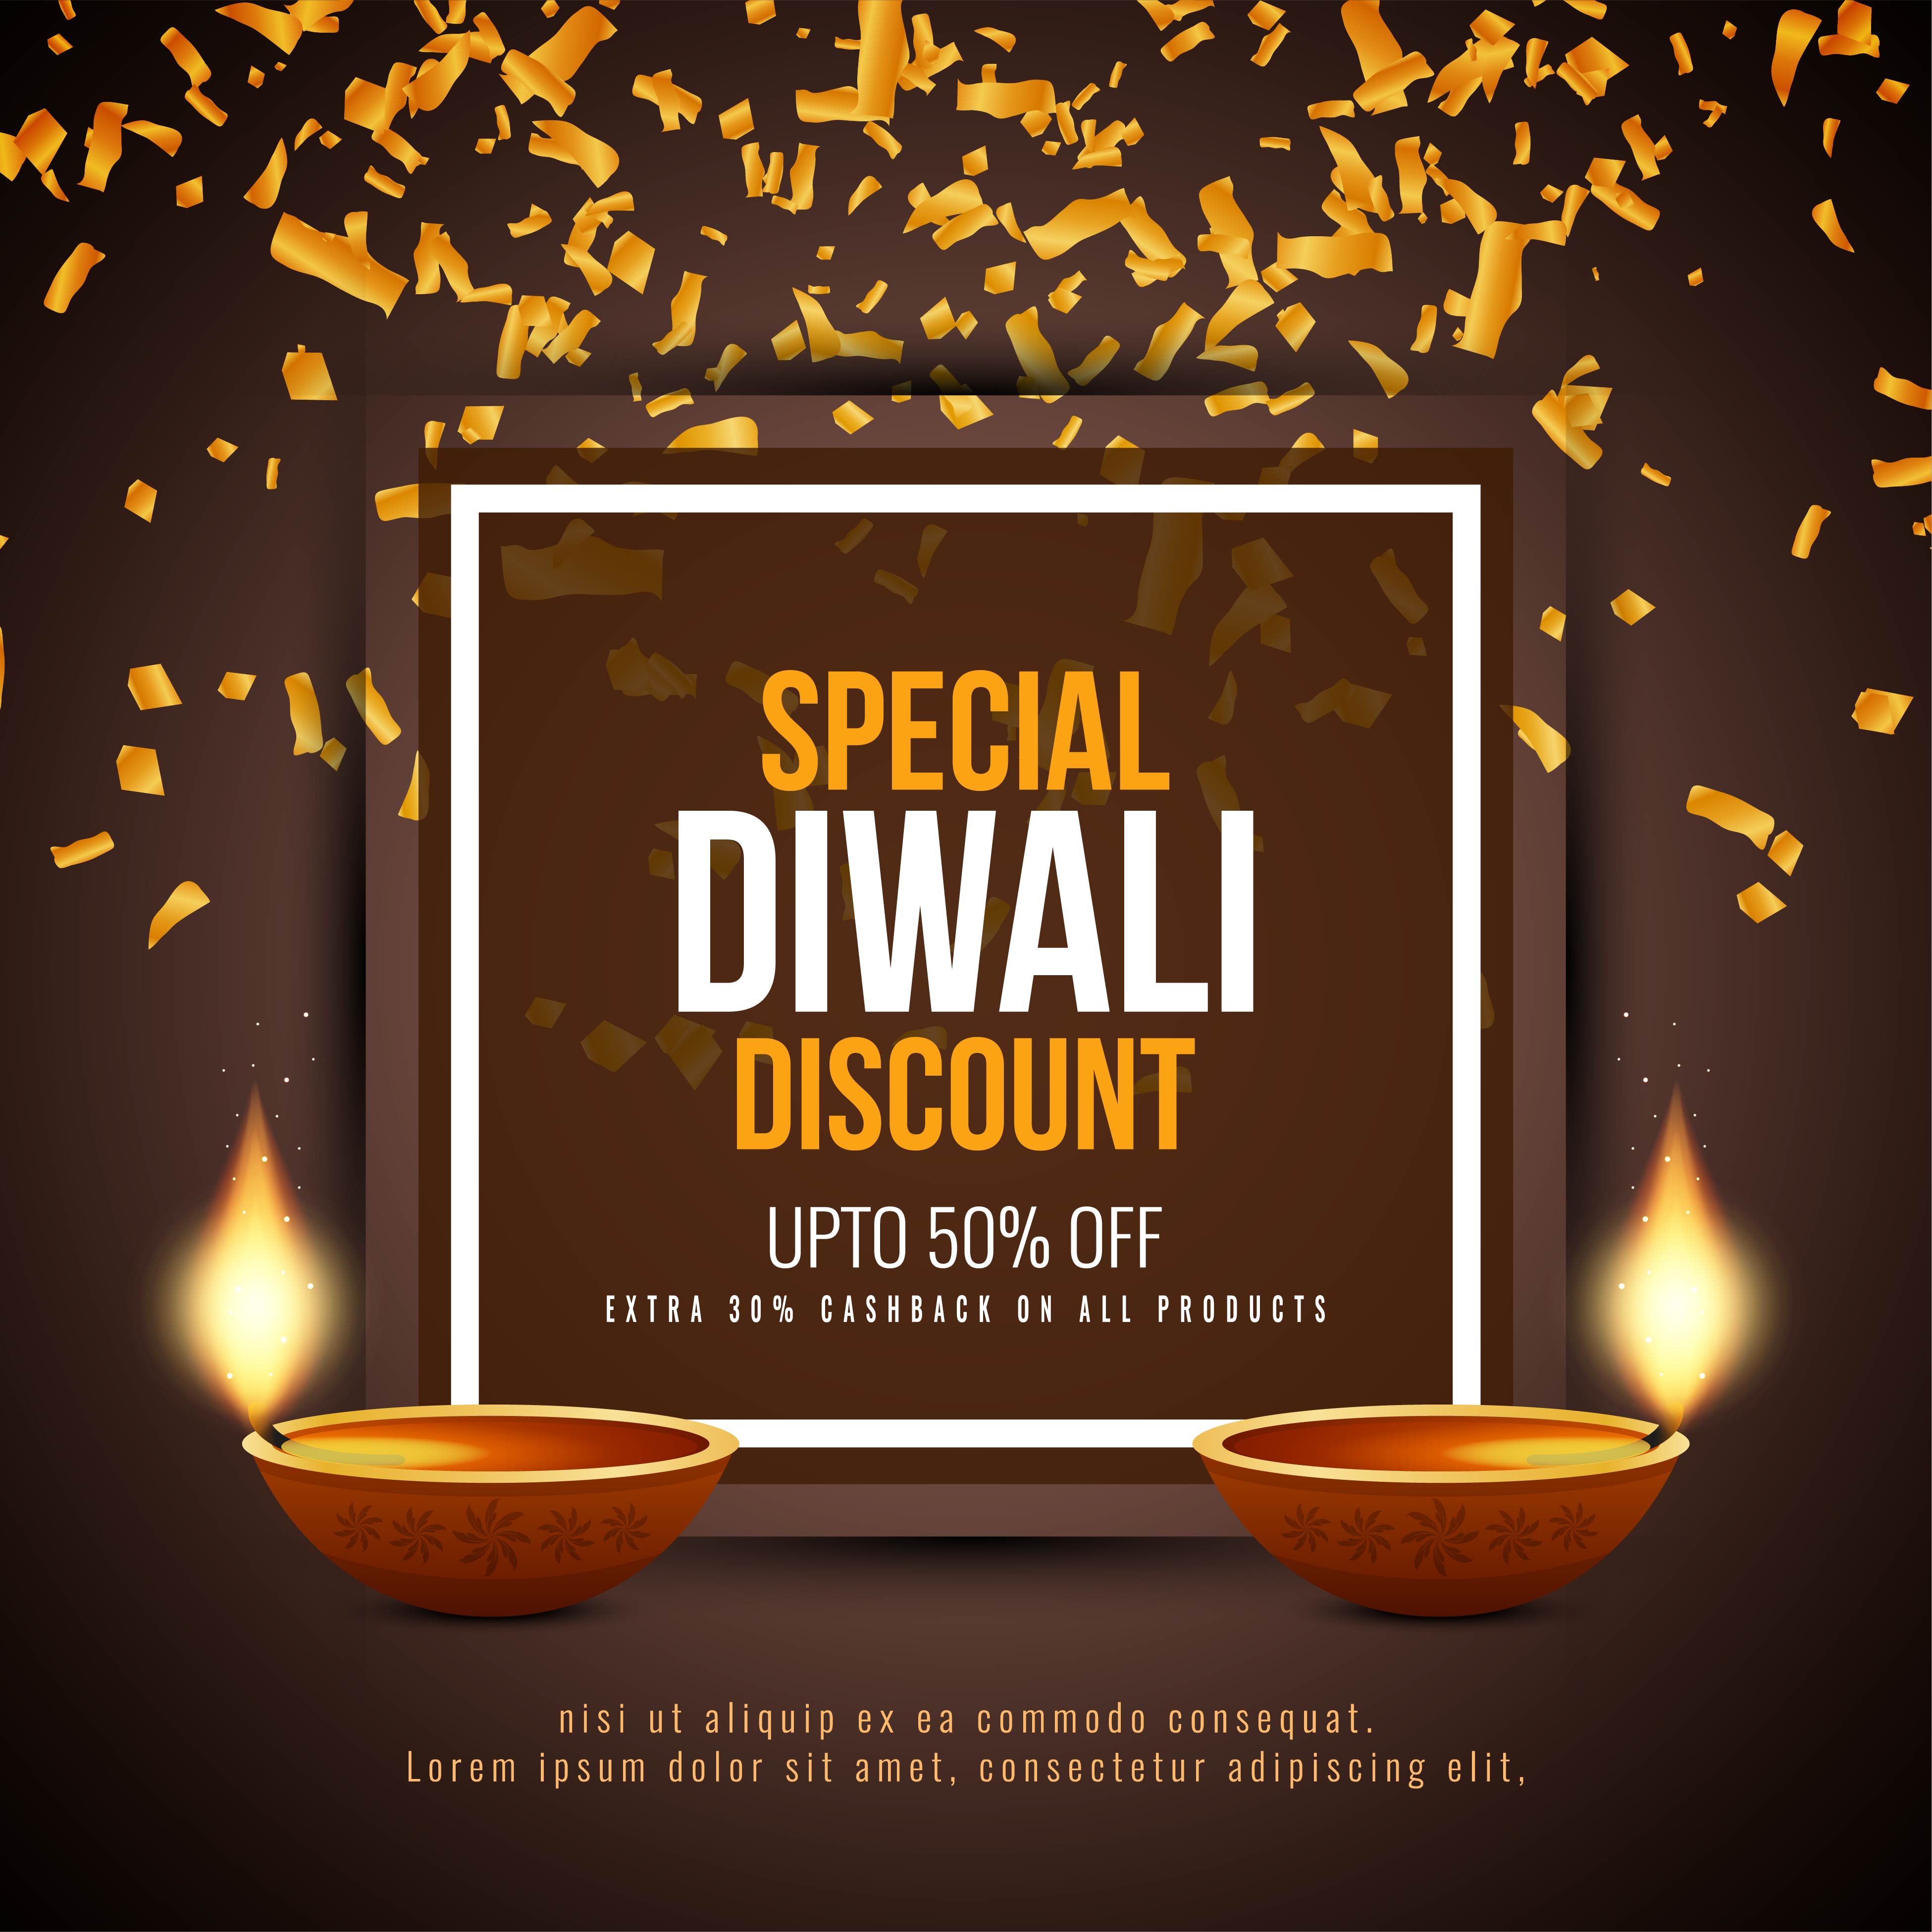 SPECIAL
DIWALI
DISCOUNT
UPTO 50% OFF
EXTRA 30% CASHBACK ON ALL PRODUCTS
nisi ut aliquip ex ea commodo consequat.
Lorem ipsum dolor sit amet, consectetur adipiscing elit,